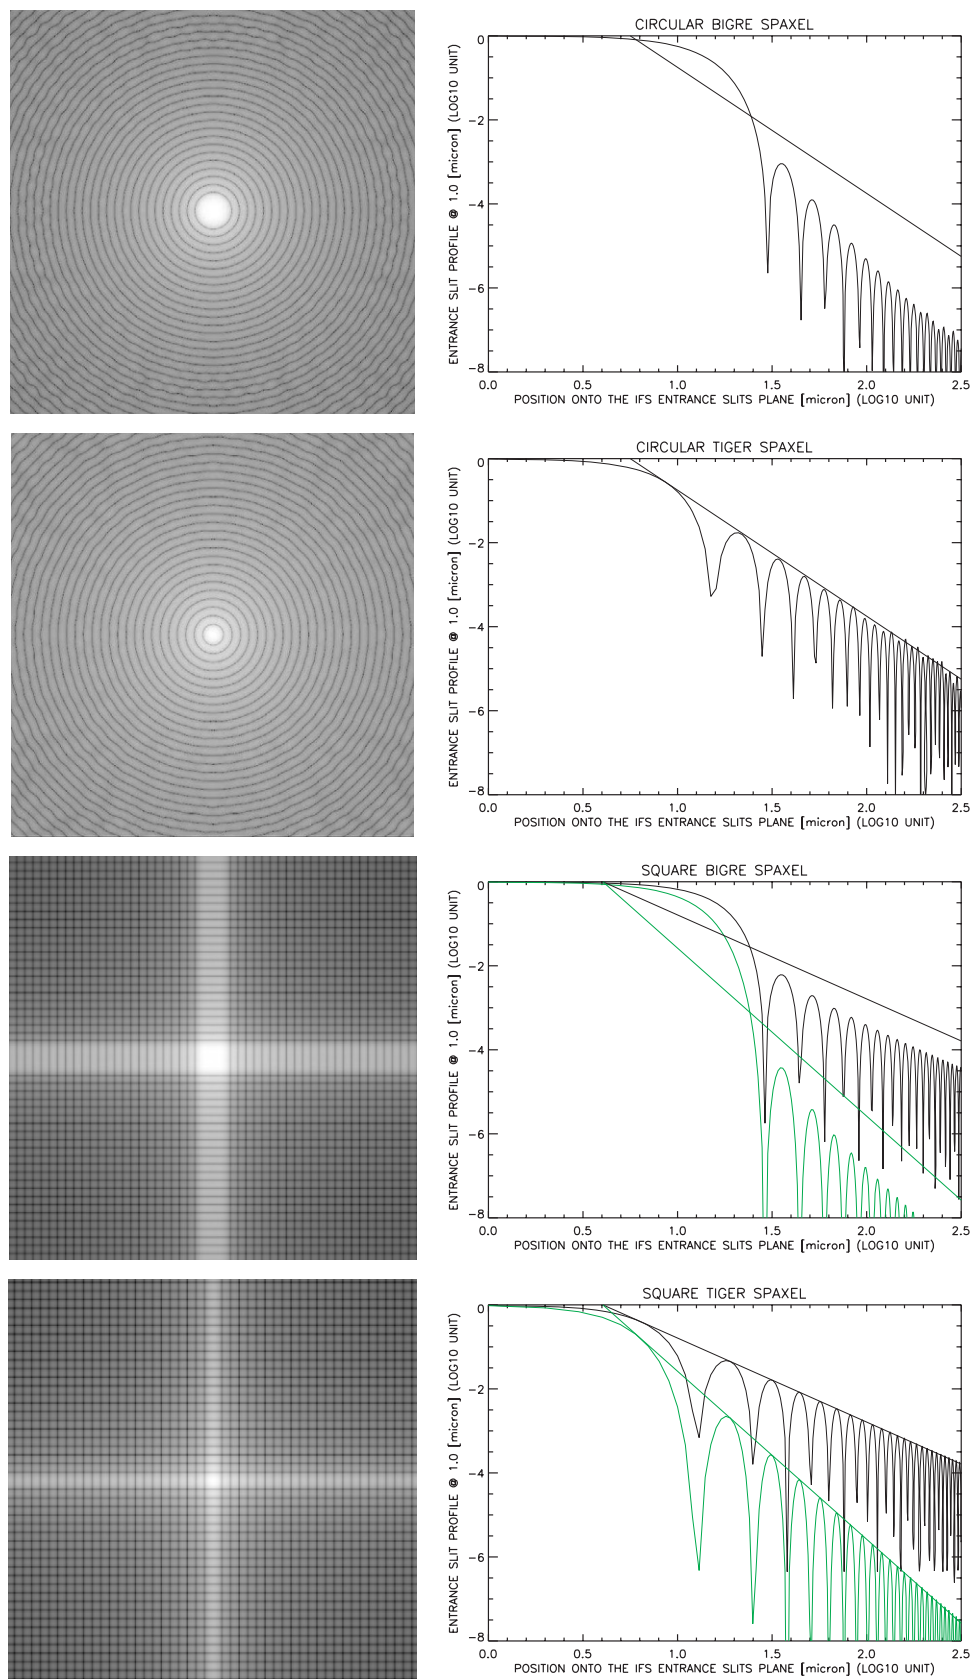 CIRCULAR BIGRE SPAXEL
ENTRANCE SLIT PROFILE @ 1.0 [micron] (LOG10 UNIT)
0
-2
-4
-6
-8
0.0 0.5 1.0 1.5 2.0 2.5
POSITION ONTO THE IFS ENTRANCE SLITS PLANE [micron] (LOG10 UNIT)
CIRCULAR TIGER SPAXEL
ENTRANCE SLIT PROFILE @ 1.0 [micron] (LOG10 UNIT)
0
-2
-4
-6
-8
0.0 0.5 1.0 1.5 2.0 2.5
POSITION ONTO THE IFS ENTRANCE SLITS PLANE [micron] (LOG10 UNIT)
SQUARE BIGRE SPAXEL
ENTRANCE SLIT PROFILE @ 1.0 [micron] (LOG10 UNIT)
0
-2
-4
-6
-8
0.0 0.5 1.0 1.5 2.0 2.5
POSITION ONTO THE IFS ENTRANCE SLITS PLANE [micron] (LOG10 UNIT)
SQUARE TIGER SPAXEL
ENTRANCE SLIT PROFILE @ 1.0 [micron] (LOG10 UNIT)
0
-2
-4
-6
-8
0.0 0.5 1.0 1.5 2.0 2.5
POSITION ONTO THE IFS ENTRANCE SLITS PLANE [micron] (LOG10 UNIT)